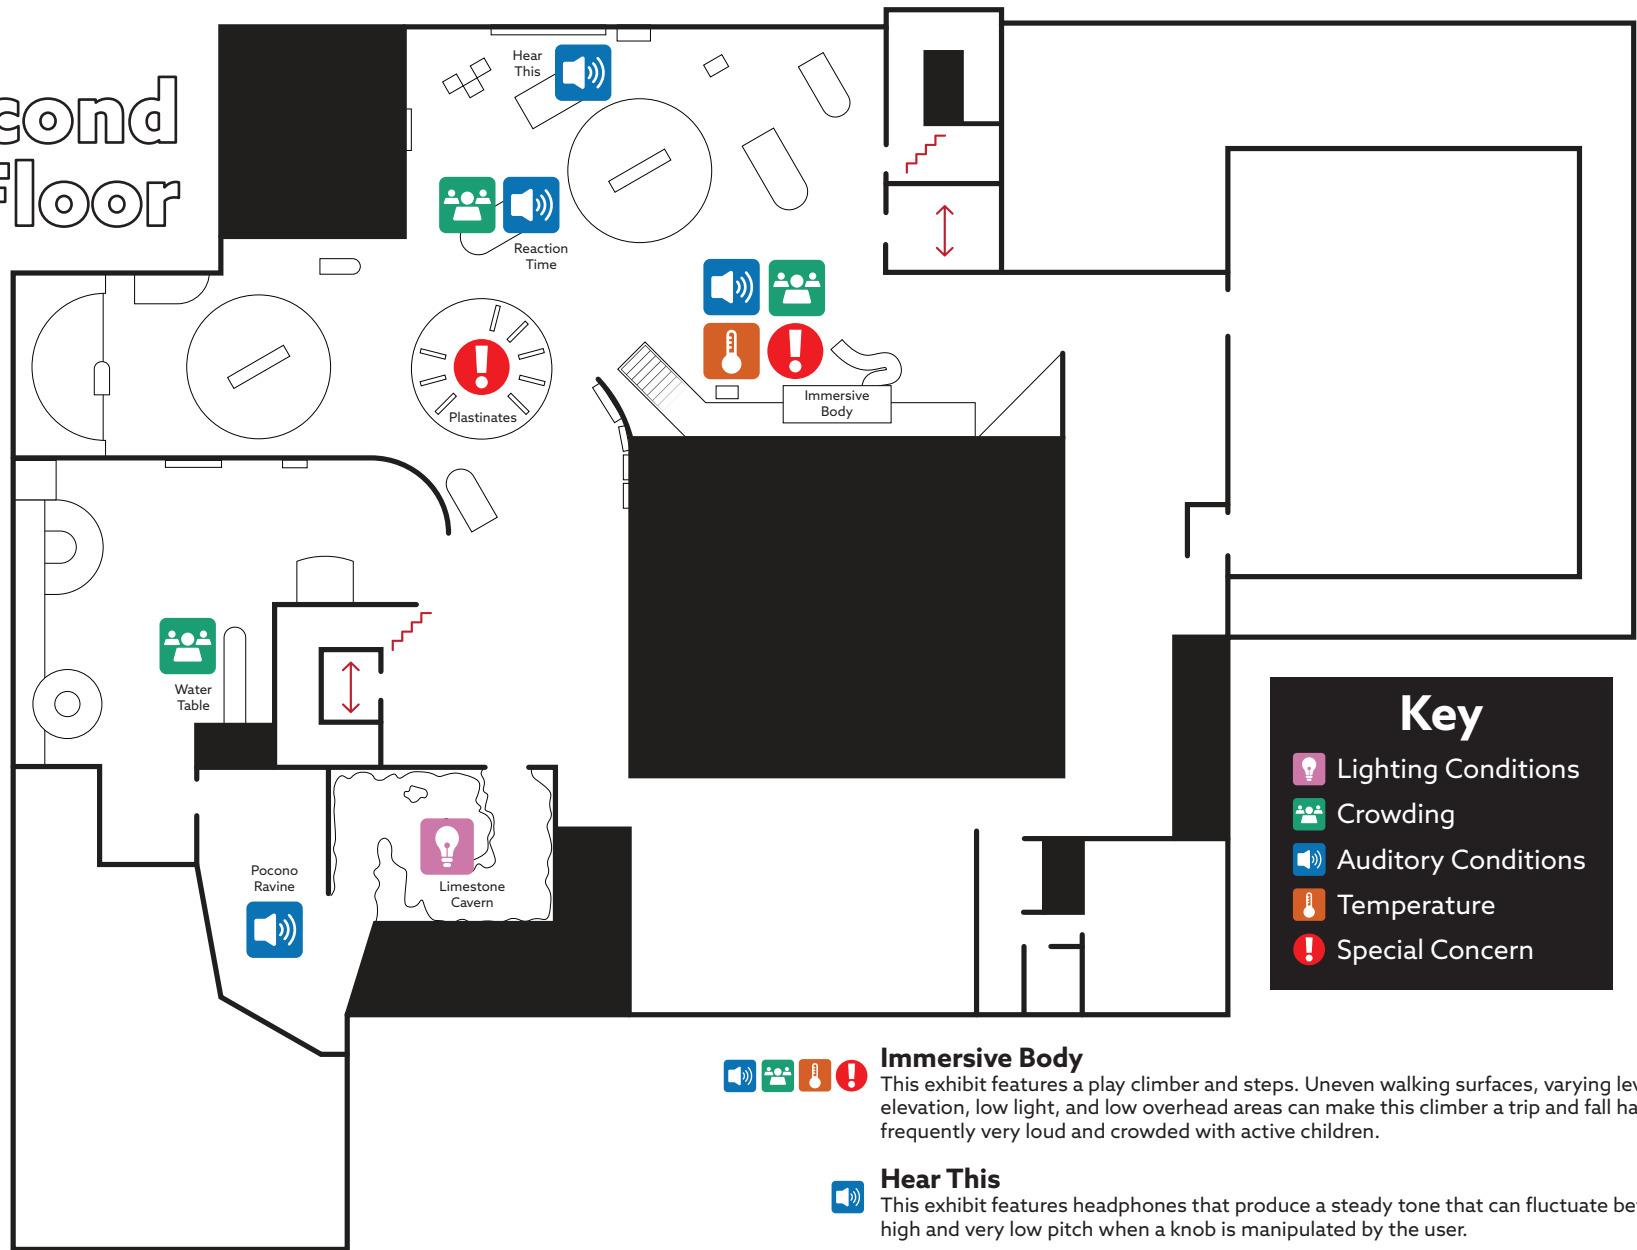 cond
Floor
Hear
This
Reaction
Time
Plastinates
Immersive
Body
Water
Table
Pocono
Ravine
Limestone
Cavern
Key
Lighting Conditions
Crowding
Auditory Conditions
Temperature
Special Concern
Immersive Body
This exhibit features a play climber and steps. Uneven walking surfaces, varying lev
elevation, low light, and low overhead areas can make this climber a trip and fall ha
frequently very loud and crowded with active children.
Hear This
This exhibit features headphones that produce a steady tone that can fluctuate be
high and very low pitch when a knob is manipulated by the user.